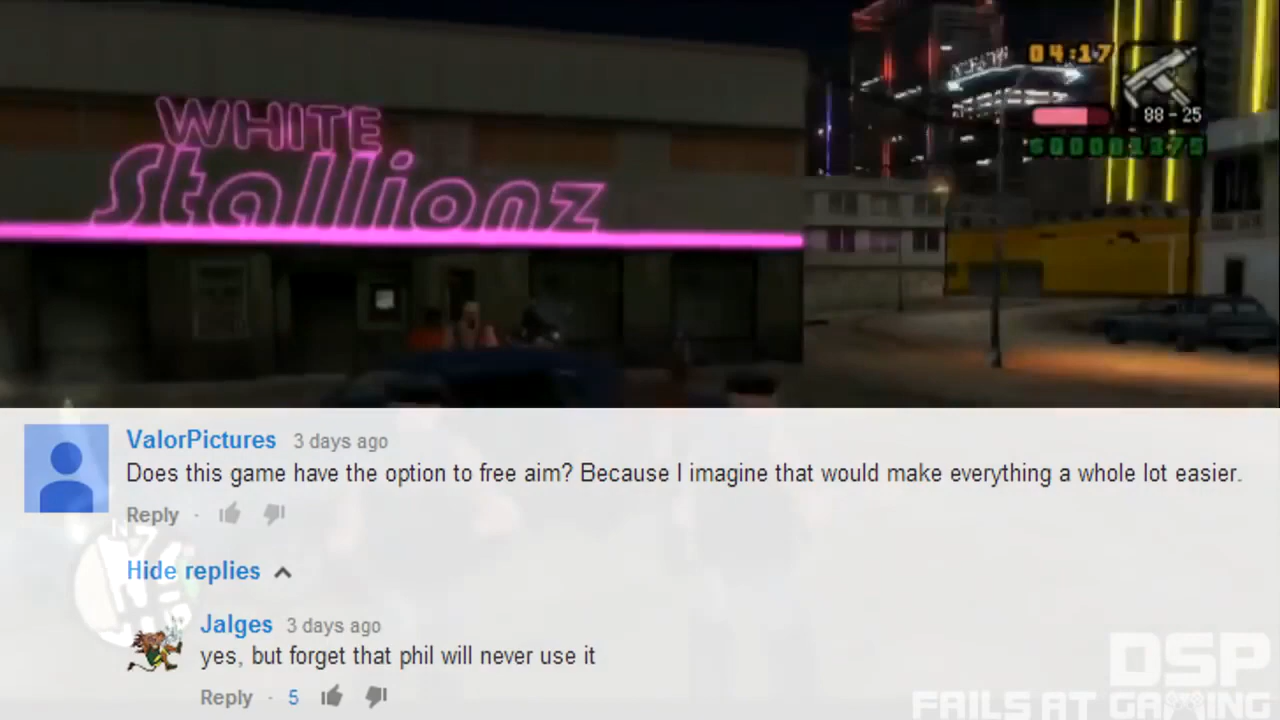 WHITE
Stallionz
04:17
88-25
ValorPictures 3 days ago
Does this game have the option to free aim? Because I imagine that would make everything a whole lot easier.
Reply
Hide replies
Jalges 3 days ago
yes, but forget that phil will never use it
Reply · 5
DSP
FAILS AT GAMING